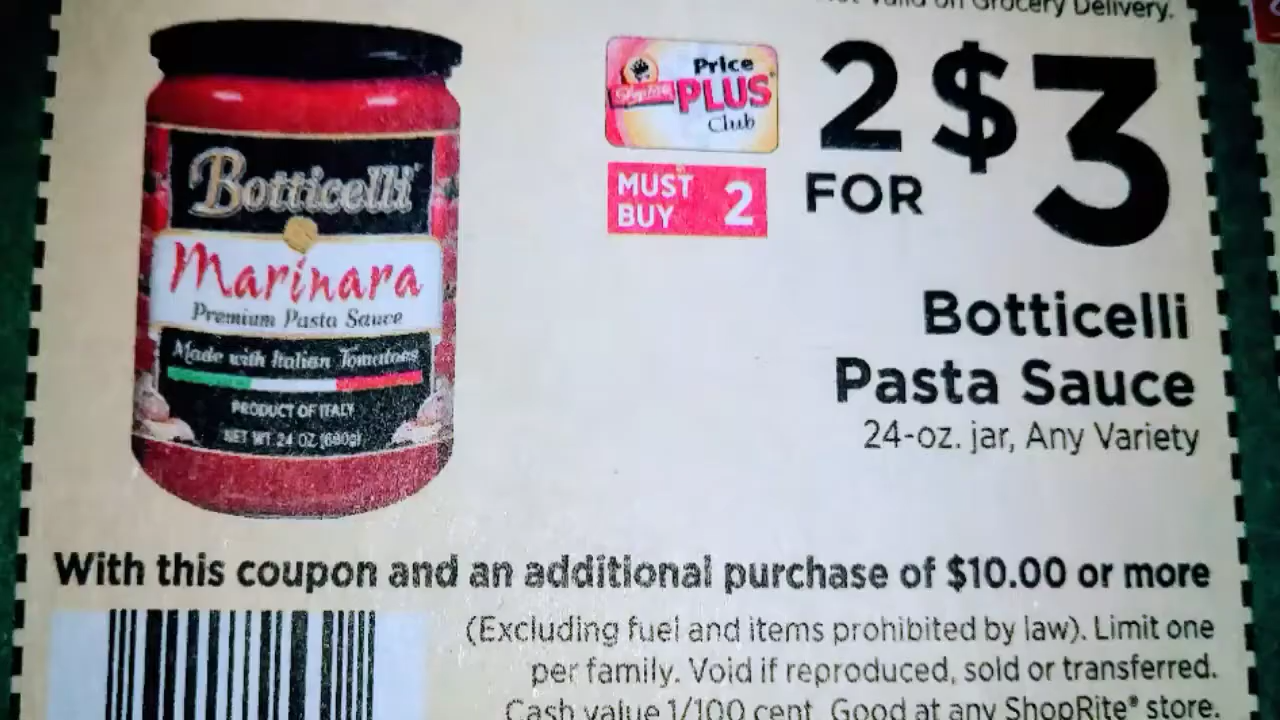 Valid on Grocery Delivery.
Botticelli
Marinara
Premium Pasta Sauce
Made with Italian Tomatoes
PRODUCT OF ITALY
NET WT 24 OZ (680g)
ShopRite
Price
PLUS
Club
MUST
BUY 2
2 $3
FOR
Botticelli
Pasta Sauce
24-oz. jar, Any Variety
With this coupon and an additional purchase of $10.00 or more
(Excluding fuel and items prohibited by law). Limit one
per family. Void if reproduced, sold or transferred.
Cash value 1/100 cent. Good at any ShopRite® store.